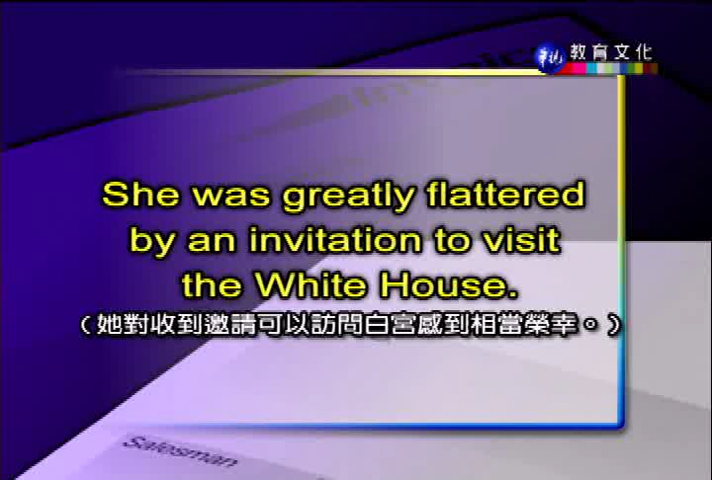 教育文化
Invoice
She was greatly flattered
by an invitation to visit
the White House.
（她對收到邀請可以訪問白宮感到相當榮幸。）
Salesman